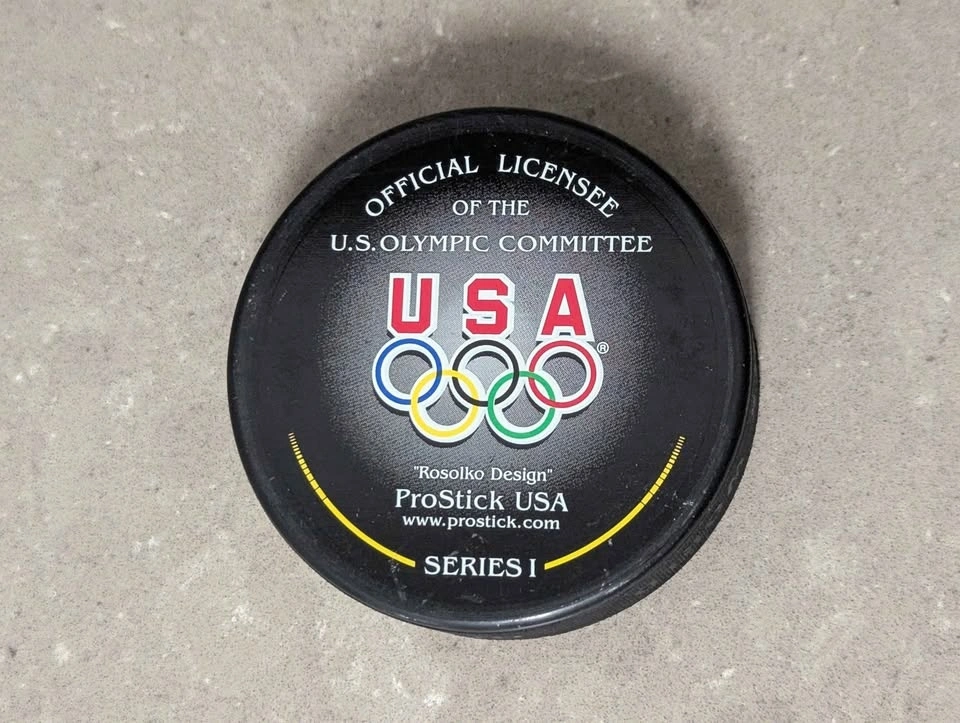 OFFICIAL LICENSEE
OF THE
U.S. OLYMPIC COMMITTEE
USA
®
"Rosolko Design"
ProStick USA
www.prostick.com
SERIES I